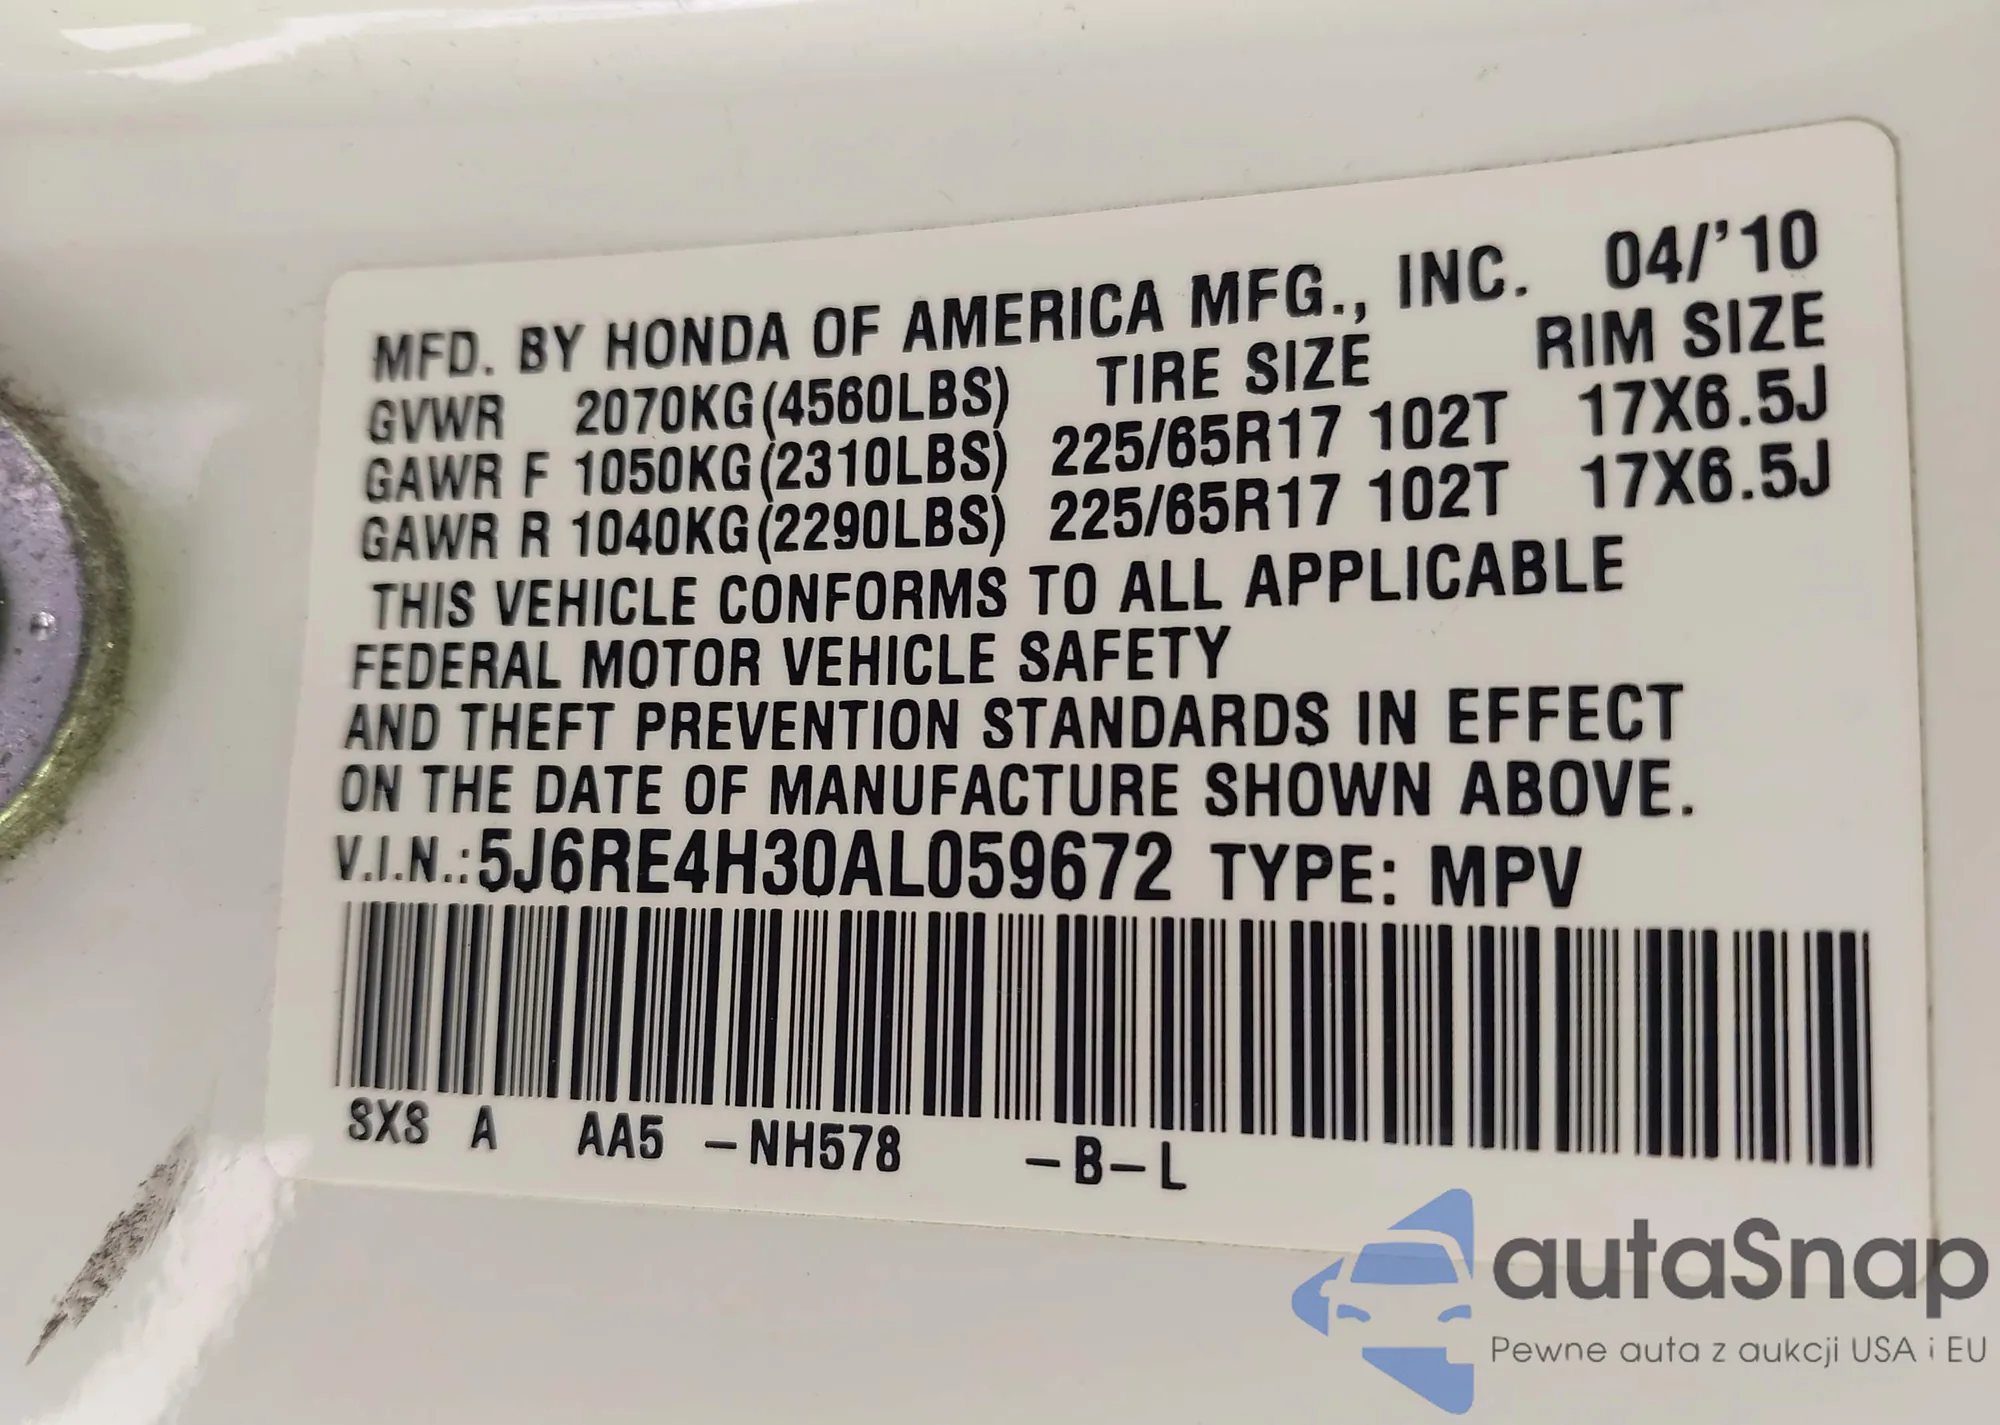 MFD. BY HONDA OF AMERICA MFG., INC. 04/'10
GVWR 2070KG(4560LBS) TIRE SIZE RIM SIZE
GAWR F 1050KG(2310LBS) 225/65R17 102T 17X6.5J
GAWR R 1040KG(2290LBS) 225/65R17 102T 17X6.5J
THIS VEHICLE CONFORMS TO ALL APPLICABLE
FEDERAL MOTOR VEHICLE SAFETY
AND THEFT PREVENTION STANDARDS IN EFFECT
ON THE DATE OF MANUFACTURE SHOWN ABOVE.
V.I.N.:5J6RE4H30AL059672 TYPE: MPV
SXS A AA5 -NH578 -B-L
autaSnap
Pewne auta z aukcji USA i EU